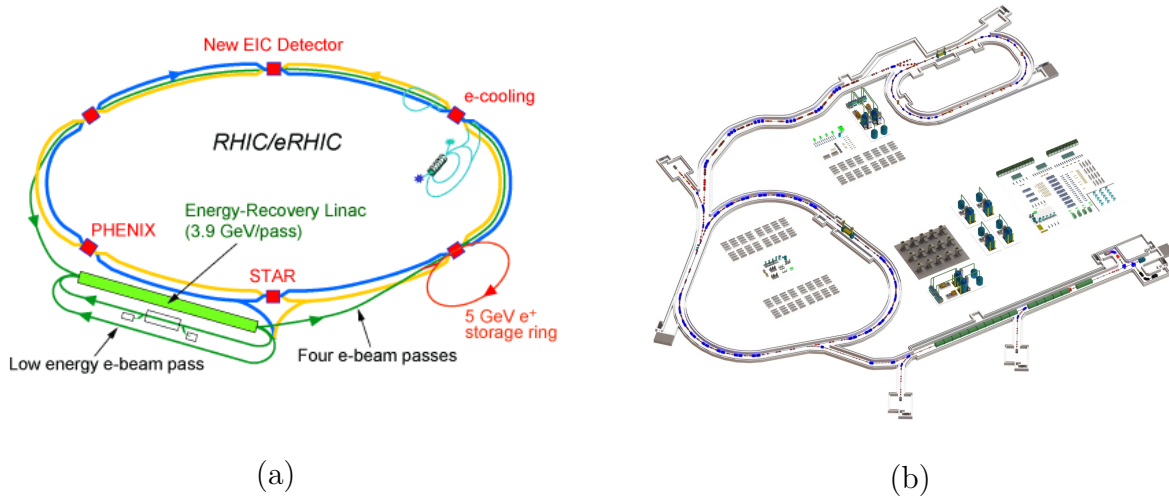 New EIC Detector
e-cooling
RHIC/eRHIC
Energy-Recovery Linac
(3.9 GeV/pass)
PHENIX
STAR
5 GeV e⁺
storage ring
Four e-beam passes
Low energy e-beam pass
(a)
(b)